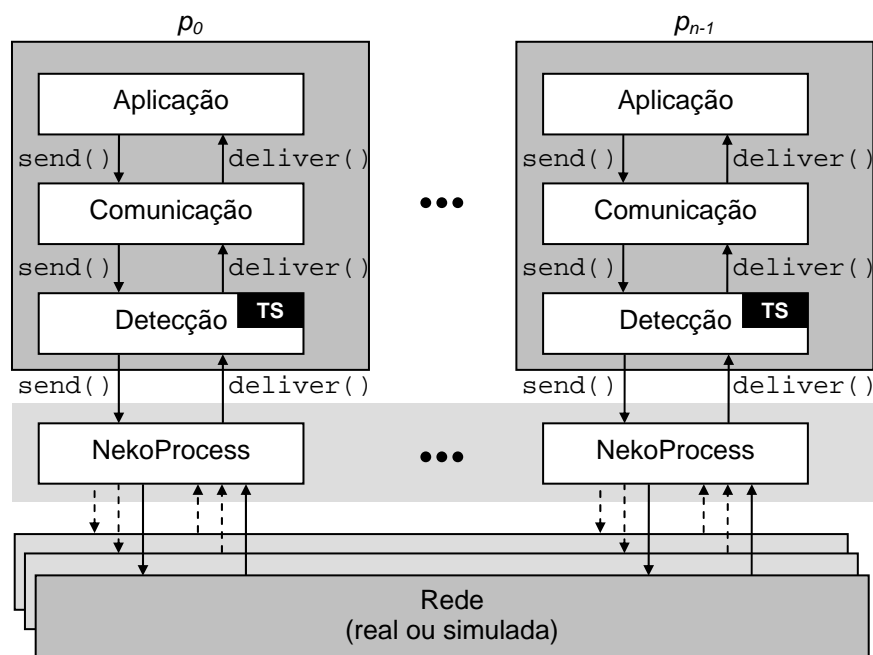 p0 pn-1
Aplicação Aplicação
send() deliver() send() deliver()
Comunicação Comunicação
send() deliver() send() deliver()
Detecção TS Detecção TS
send() deliver() send() deliver()
NekoProcess NekoProcess
Rede
(real ou simulada)